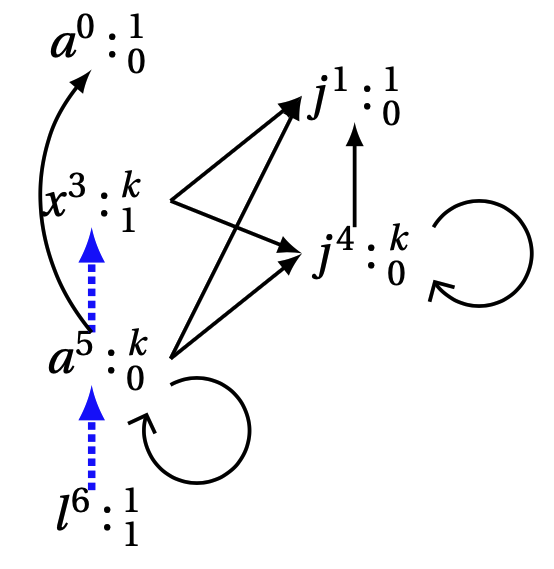 a⁰ : ¹₀
j¹ : ¹₀
x³ : ᵏ₁
j⁴ : ᵏ₀
a⁵ : ᵏ₀
l⁶ : ¹₁